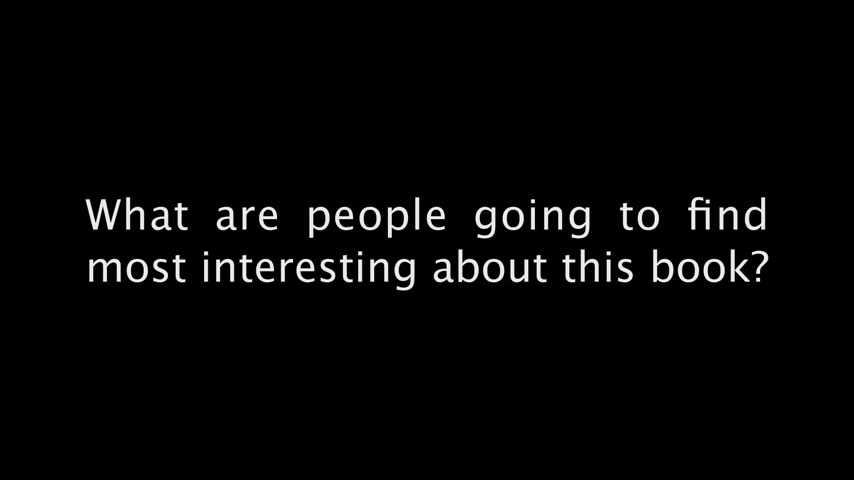 What are people going to find
most interesting about this book?